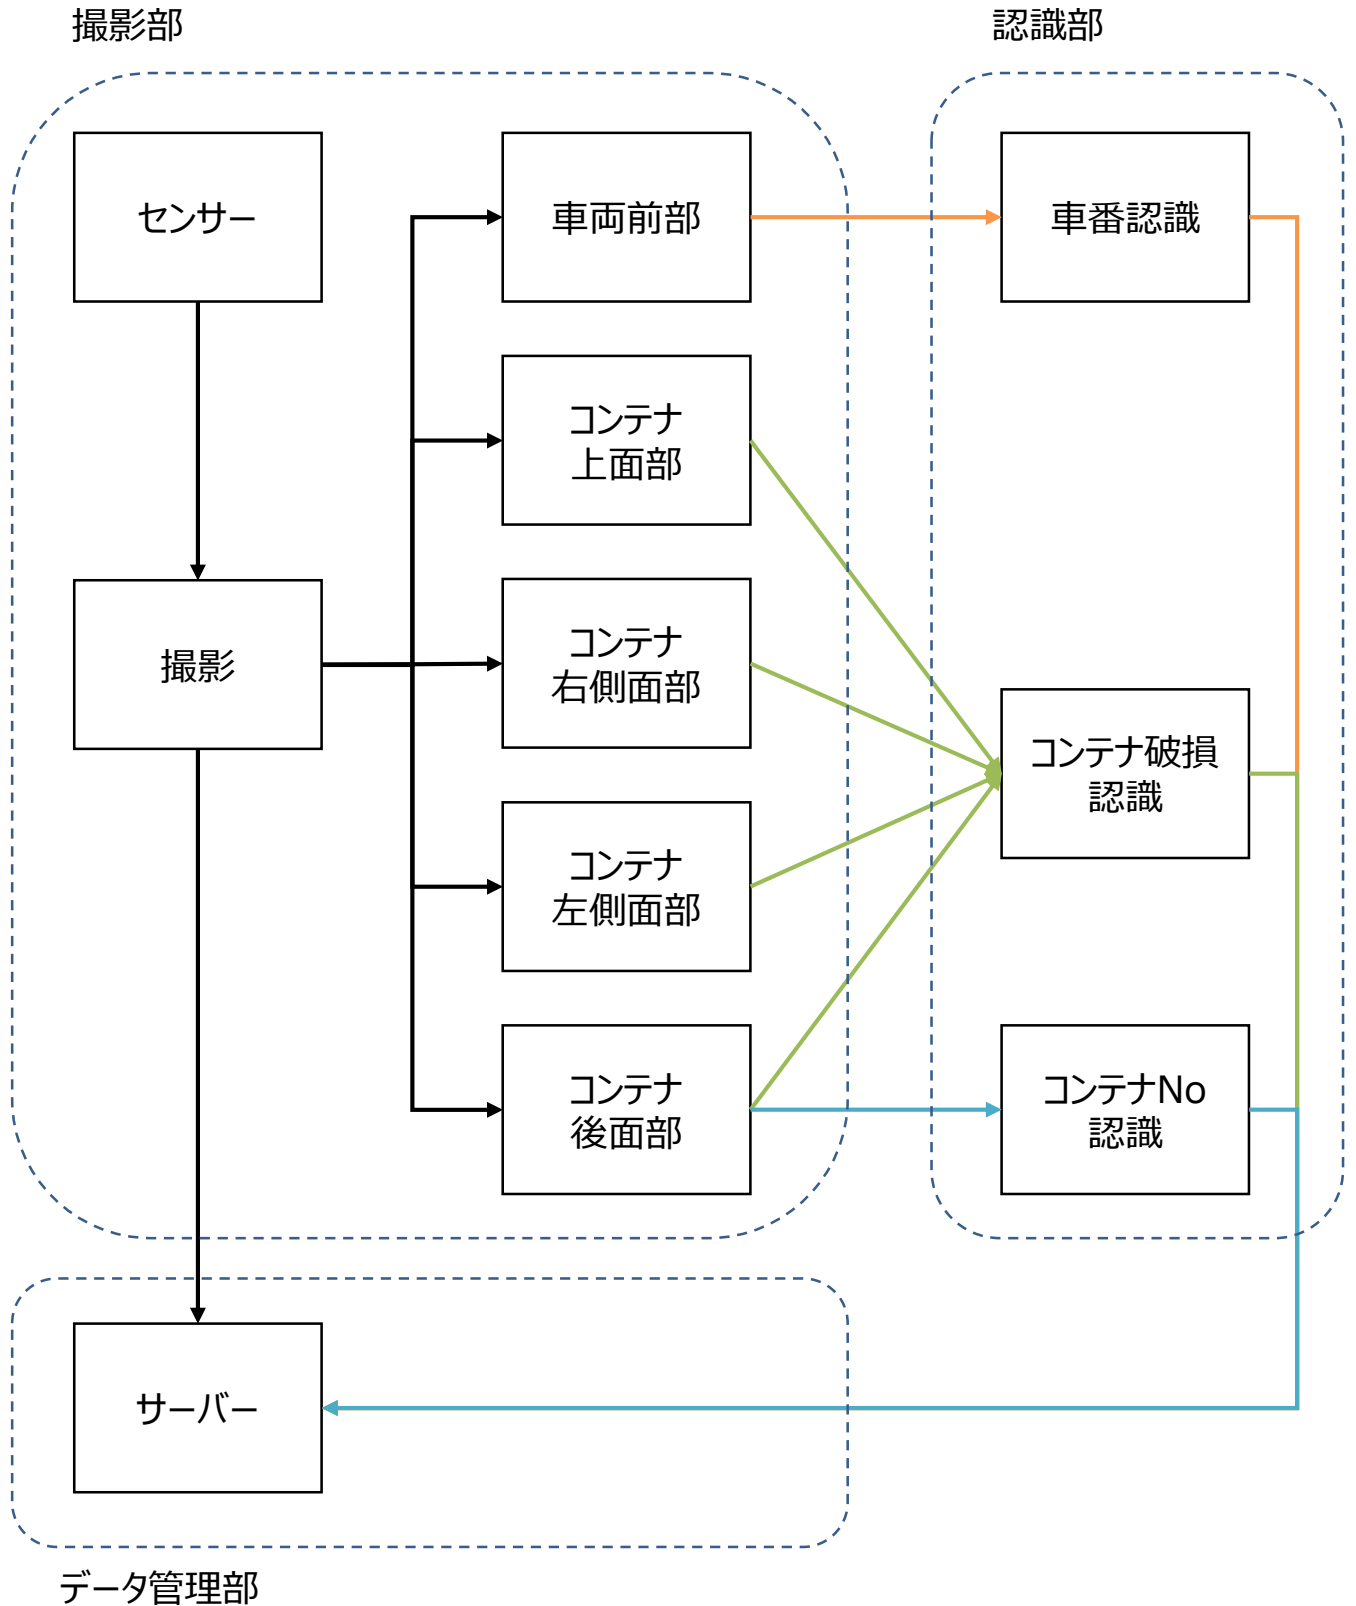 撮影部
認識部
センサー
車両前部
車番認識
コンテナ
上面部
撮影
コンテナ
右側面部
コンテナ破損
認識
コンテナ
左側面部
コンテナ
後面部
コンテナNo
認識
サーバー
データ管理部